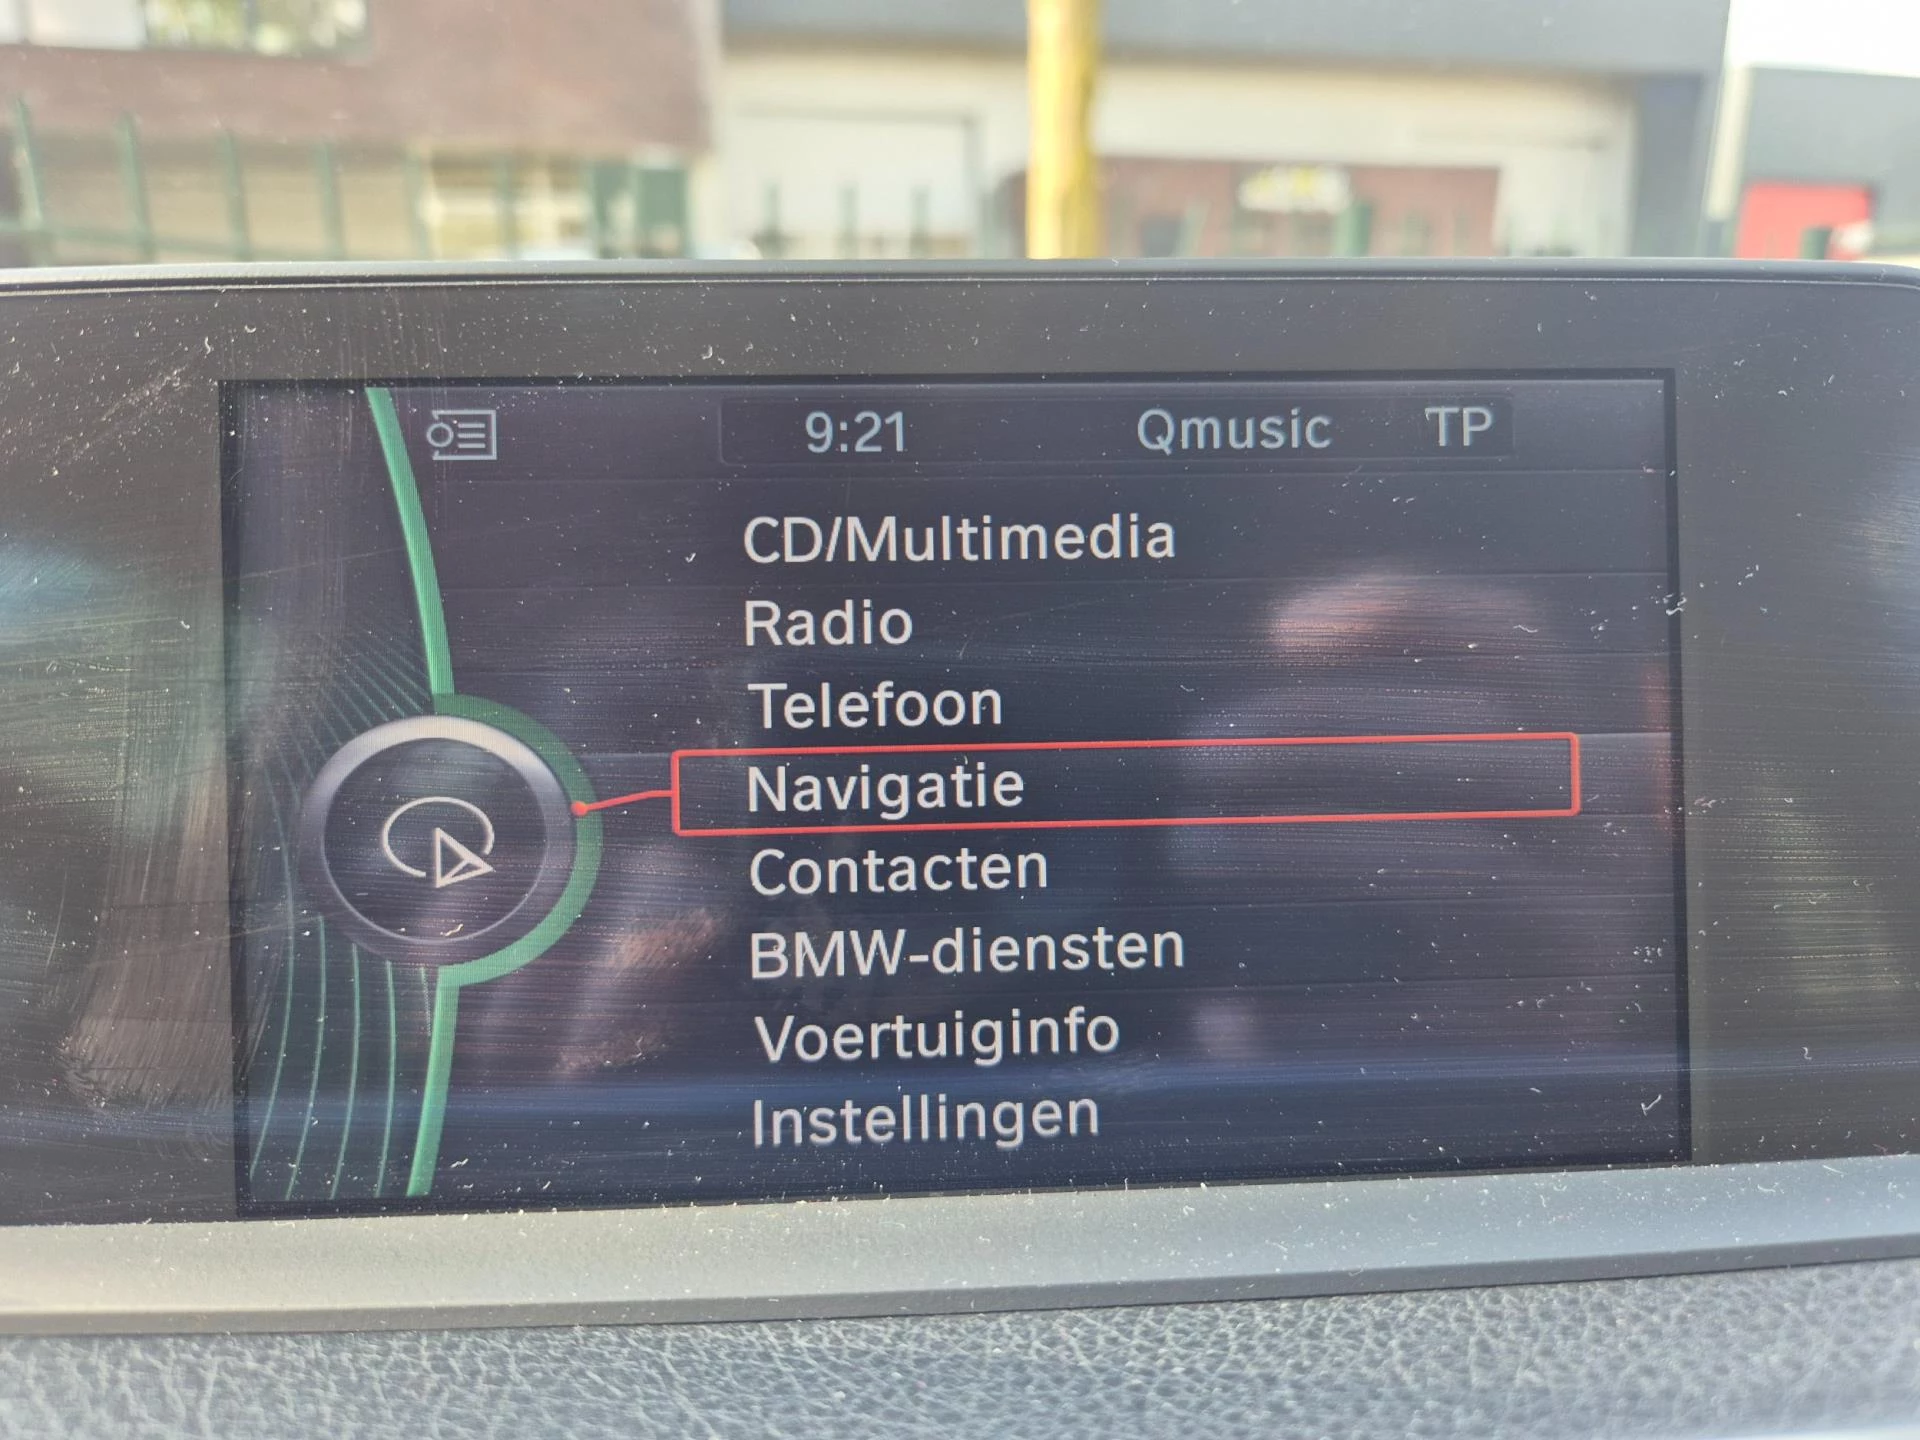 9:21 Qmusic TP
CD/Multimedia
Radio
Telefoon
Navigatie
Contacten
BMW-diensten
Voertuiginfo
Instellingen